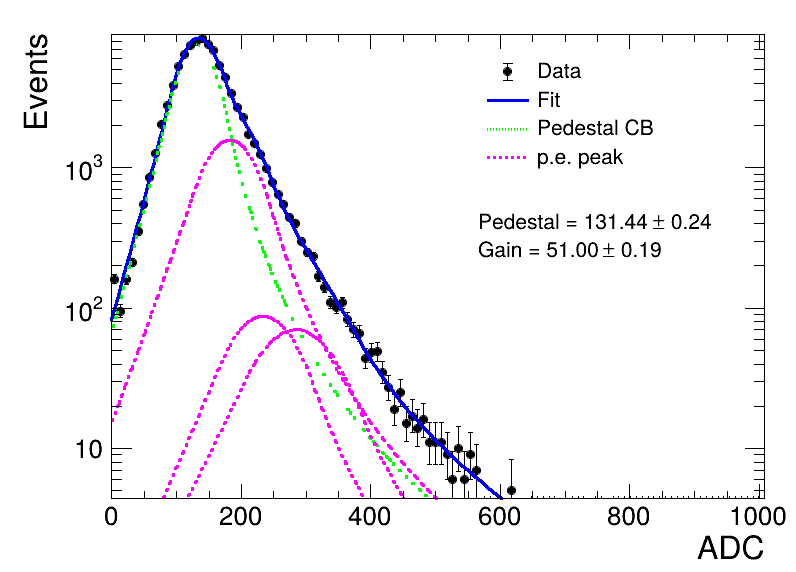 Events
Data
Fit
Pedestal CB
p.e. peak
Pedestal = 131.44 ± 0.24
Gain = 51.00 ± 0.19
10³
10²
10
0 200 400 600 800 1000
ADC